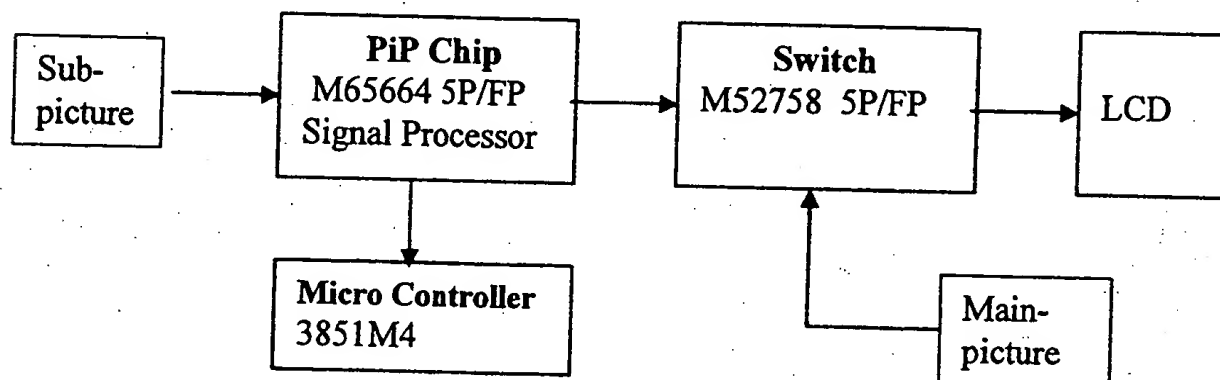 Sub-
picture
PiP Chip
M65664 5P/FP
Signal Processor
Switch
M52758 5P/FP
LCD
Micro Controller
3851M4
Main-
picture